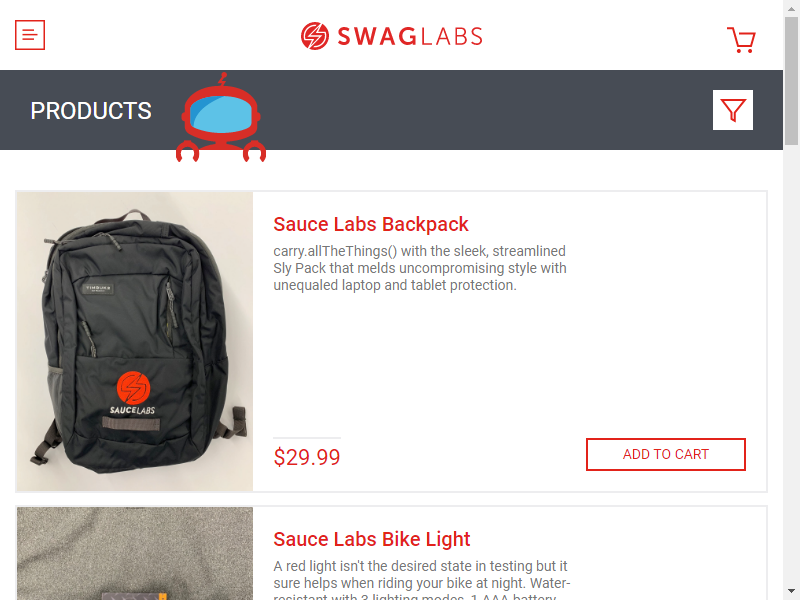 SWAGLABS
PRODUCTS
SAUCELABS
Sauce Labs Backpack
carry.allTheThings() with the sleek, streamlined
Sly Pack that melds uncompromising style with
unequaled laptop and tablet protection.
$29.99
ADD TO CART
Sauce Labs Bike Light
A red light isn't the desired state in testing but it
sure helps when riding your bike at night. Water-
resistant with 3 lighting modes, 1 AAA battery